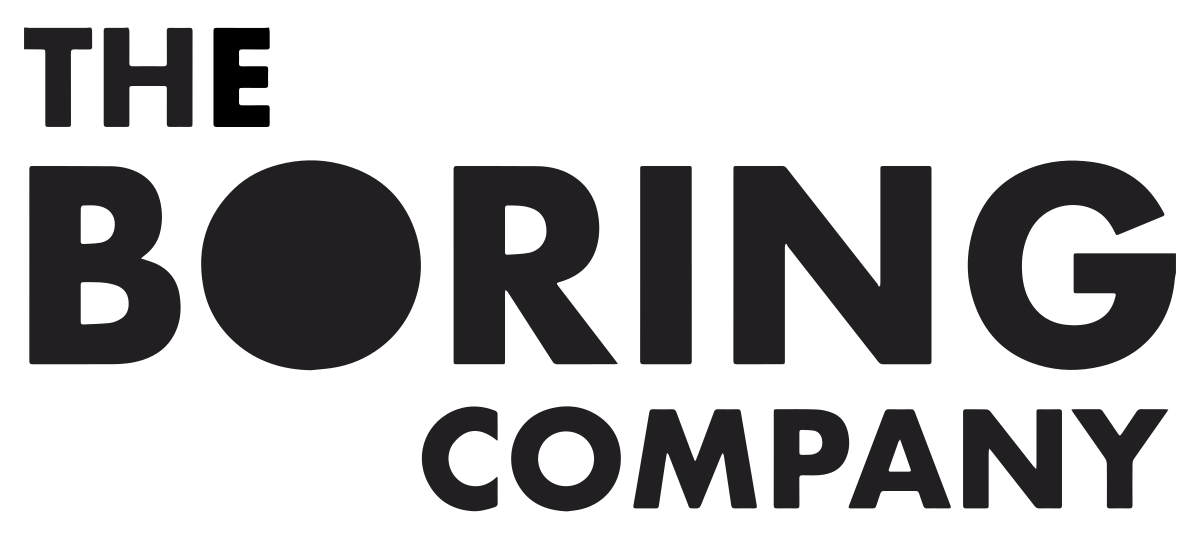 THE
BORING
COMPANY